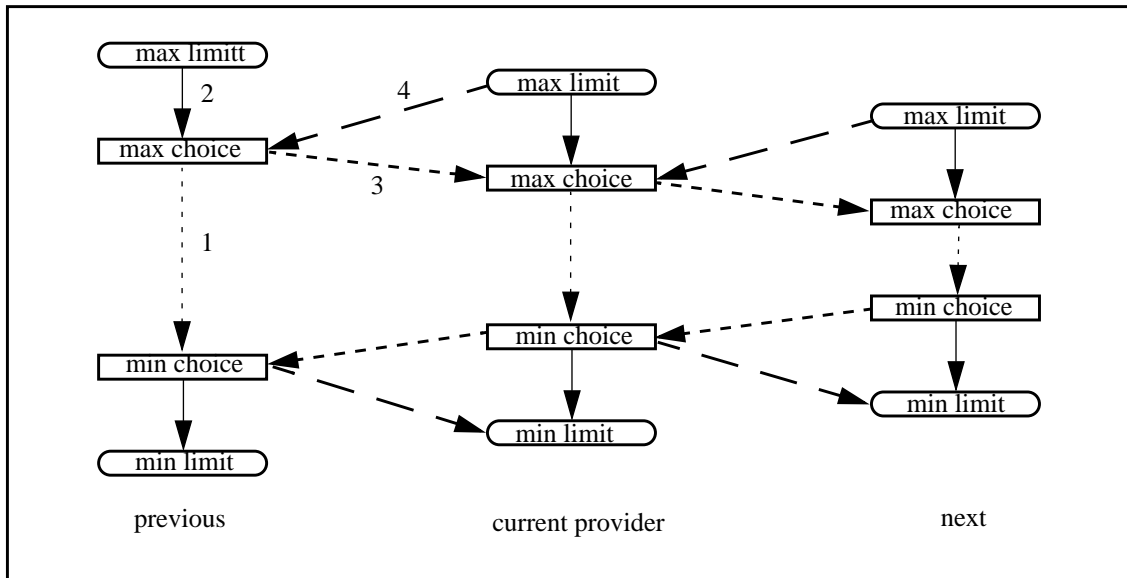 max limitt
max limit
2
4
max limit
max choice
max choice
3
max choice
1
min choice
min choice
min choice
min limit
min limit
min limit
previous
current provider
next